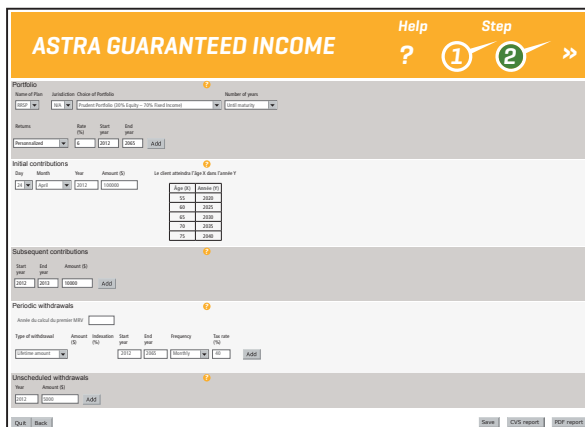 ASTRA GUARANTEED INCOME
Help Step
? 1 2 »
Portfolio ?
Name of Plan Jurisdiction Choice of Portfolio Number of years
RRSP N/A Prudent Portfolio (30% Equity – 70% Fixed Income) Until maturity
Returns Rate (%) Start year End year
Personnalized 6 2012 2065 Add
Initial contributions ?
Day Month Year Amount ($) Le client atteindra l'âge X dans l'année Y
24 April 2012 100000
Âge (X) Année (Y)
55 2020
60 2025
65 2030
70 2035
75 2040
Subsequent contributions ?
Start year End year Amount ($)
2012 2012 10000 Add
Periodic withdrawals ?
Année du calcul du premier MRV
Type of withdrawal Amount ($) Indexation (%) Start year End year Frequency Tax rate (%)
Lifetime amount 2012 2065 Monthly 40 Add
Unscheduled withdrawals ?
Year Amount ($)
2012 5000 Add
Quit Back Save CVS report PDF report